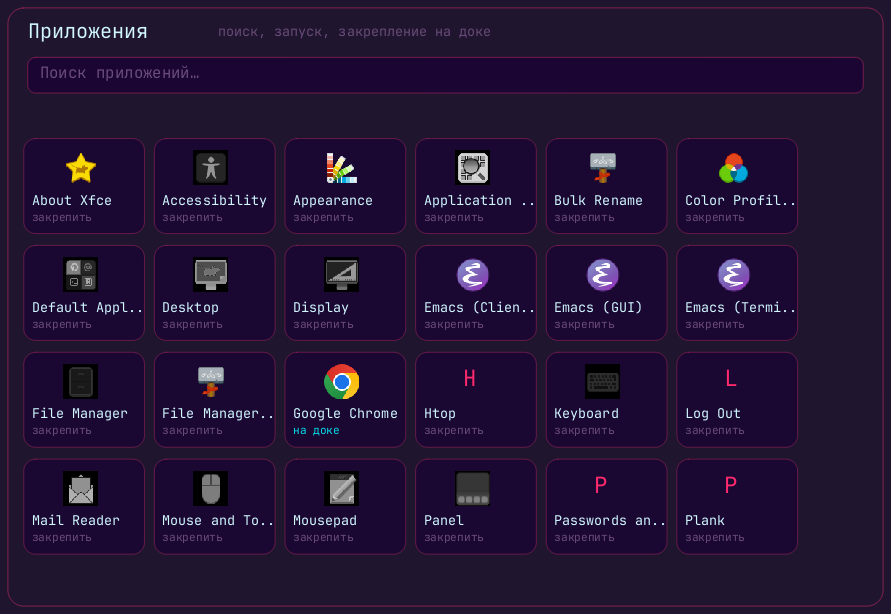 Приложения поиск, запуск, закрепление на доке
Поиск приложений…
About Xfce Accessibility Appearance Application .. Bulk Rename Color Profil..
закрепить закрепить закрепить закрепить закрепить закрепить
Default Appl.. Desktop Display Emacs (Clien.. Emacs (GUI) Emacs (Termi..
закрепить закрепить закрепить закрепить закрепить закрепить
H L
File Manager File Manager.. Google Chrome Htop Keyboard Log Out
закрепить закрепить на доке закрепить закрепить закрепить
P P
Mail Reader Mouse and To.. Mousepad Panel Passwords an.. Plank
закрепить закрепить закрепить закрепить закрепить закрепить